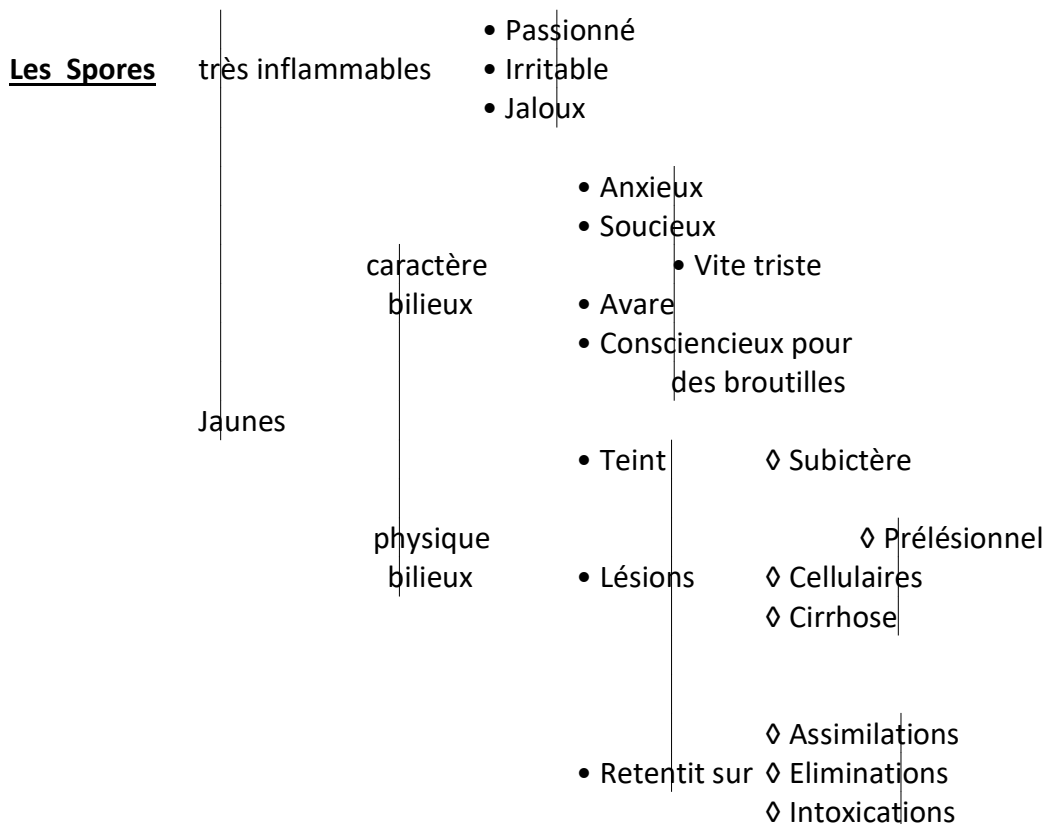 • Passionné
Les Spores très inflammables • Irritable
• Jaloux
• Anxieux
• Soucieux
caractère • Vite triste
bilieux • Avare
• Consciencieux pour
des broutilles
Jaunes
• Teint ◊ Subictère
physique ◊ Prélésionnel
bilieux • Lésions ◊ Cellulaires
◊ Cirrhose
◊ Assimilations
• Retentit sur ◊ Eliminations
◊ Intoxications